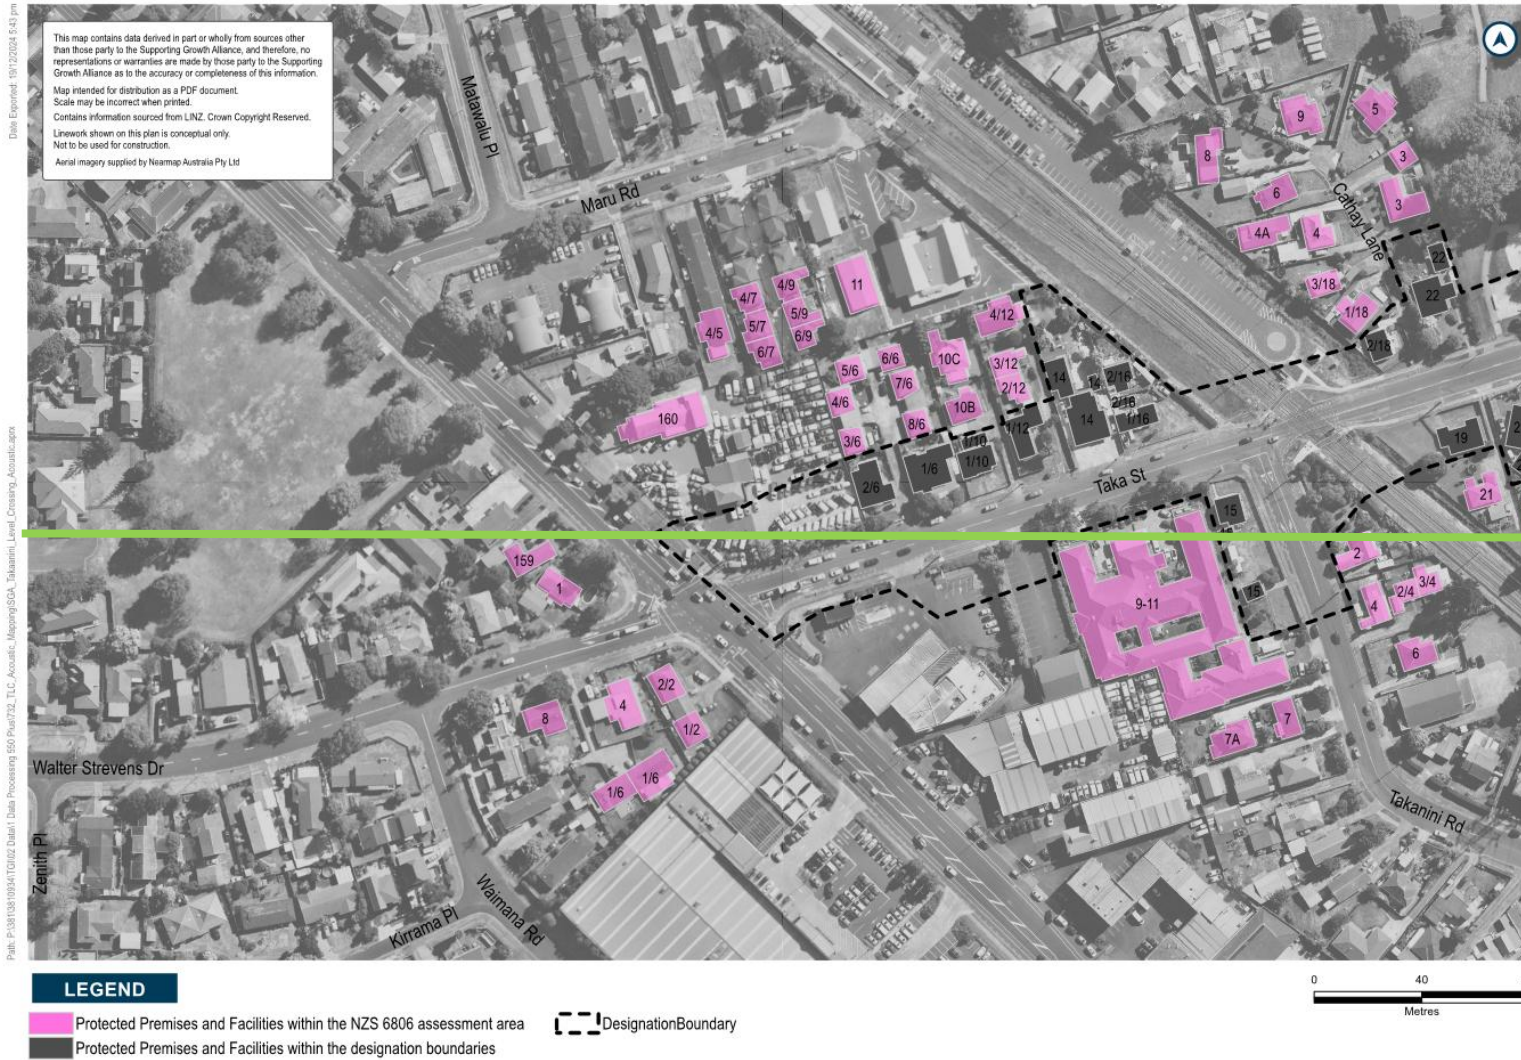 Date Exported: 19/12/2024 5:43 pm
This map contains data derived in part or wholly from sources other
than those party to the Supporting Growth Alliance, and therefore, no
representations or warranties are made by those party to the Supporting
Growth Alliance as to the accuracy or completeness of this information.
Map intended for distribution as a PDF document.
Scale may be incorrect when printed.
Contains information sourced from LINZ. Crown Copyright Reserved.
Linework shown on this plan is conceptual only.
Not to be used for construction.
Aerial imagery supplied by Nearmap Australia Pty Ltd
Matawalu Pl
Maru Rd
Cathay Lane
9
5
8
3
6
3
4A
4
22
22
3/18
1/18
2/18
11
4/9
4/7
5/9
4/5
5/7
6/9
6/7
4/12
10C
6/6
5/6
7/6
3/12
2/12
14
14
2/16
4/6
2/16
160
10B
8/6
14
1/16
1/12
3/6
1/10
1/10
1/6
2/6
19
2
21
Taka St
15
159
1
9-11
15
2
3/4
2/4
4
6
2/2
4
8
1/2
7
7A
1/6
1/6
Walter Strevens Dr
Zenith Pl
Kirrama Pl
Waimana Rd
Takanini Rd
LEGEND
Protected Premises and Facilities within the NZS 6806 assessment area
DesignationBoundary
Protected Premises and Facilities within the designation boundaries
0
40
Metres